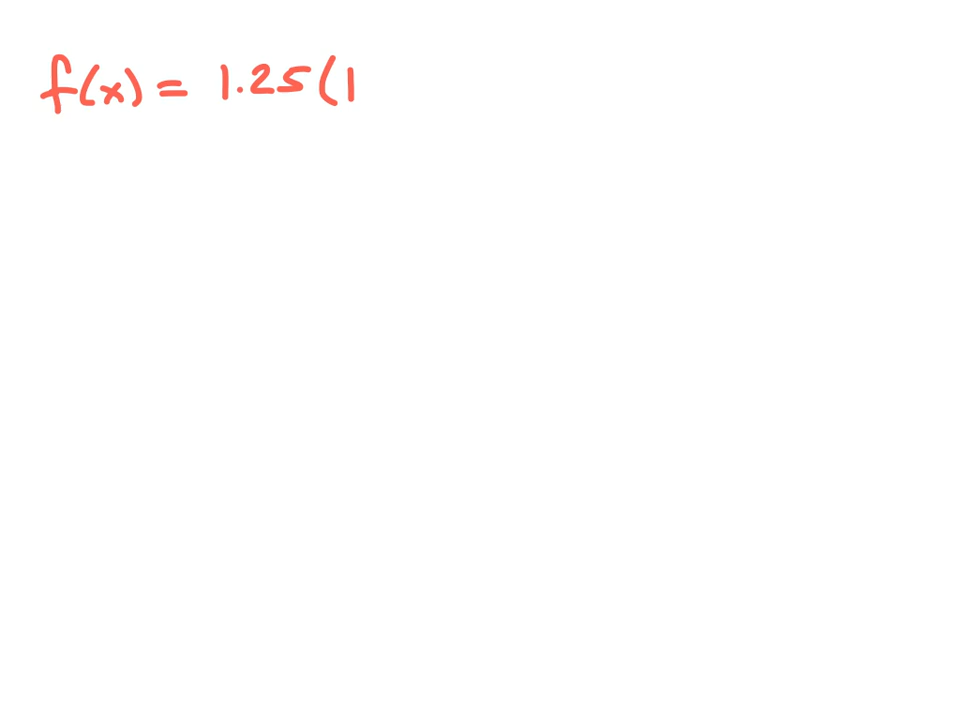 f(x) = 1.25(1